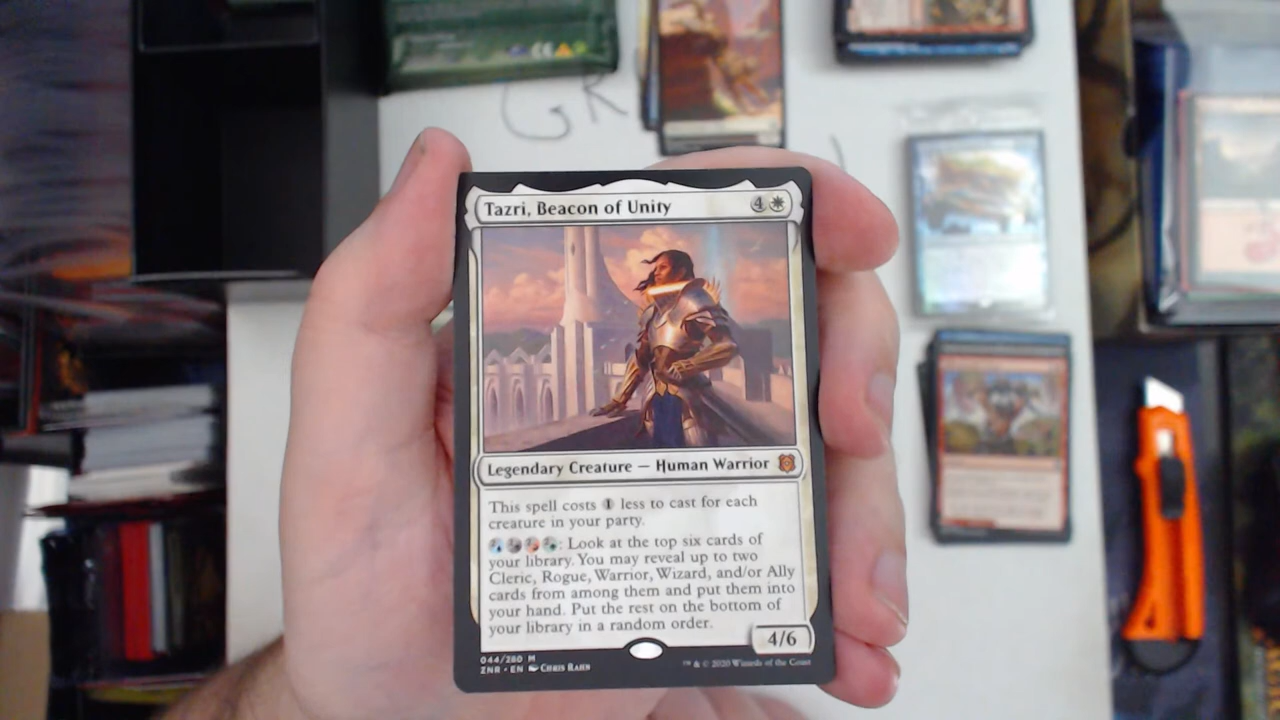 GR
Tazri, Beacon of Unity 4
Legendary Creature — Human Warrior
This spell costs 1 less to cast for each
creature in your party.
: Look at the top six cards of
your library. You may reveal up to two
Cleric, Rogue, Warrior, Wizard, and/or Ally
cards from among them and put them into
your hand. Put the rest on the bottom of
your library in a random order.
4/6
044/280 M
ZNR • EN Chris Rahn
™ & © 2020 Wizards of the Coast